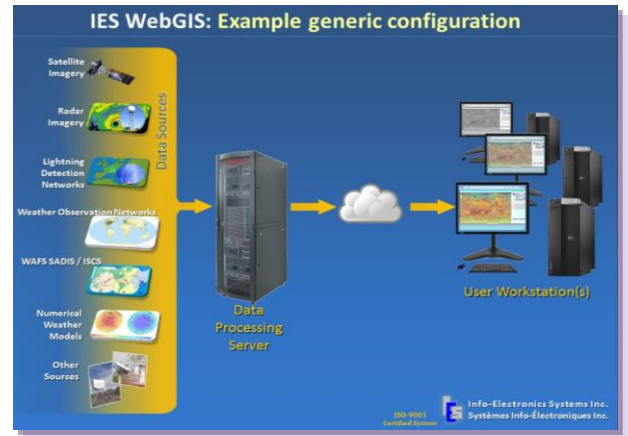 IES WebGIS: Example generic configuration
Satellite
Imagery
Radar
Imagery
Lightning
Detection
Networks
Weather Observation Networks
WAFS SADIS / ISCS
Numerical
Weather
Models
Other
Sources
Data Sources
Data
Processing
Server
User Workstation(s)
ISO-9001
Certified System
Info-Electronics Systems Inc.
Systèmes Info-Électroniques Inc.